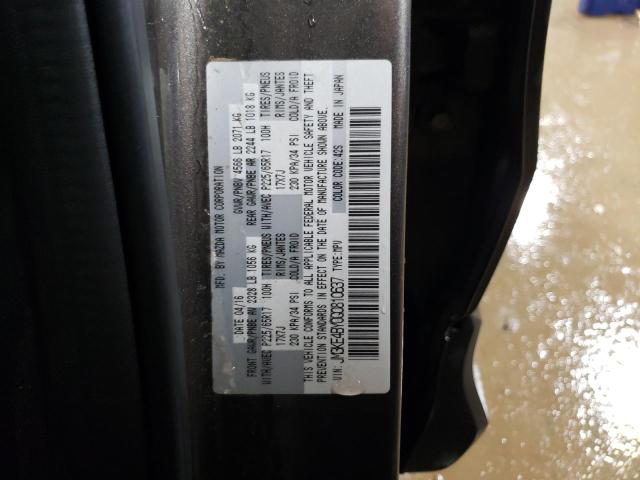 MFD. BY MAZDA MOTOR CORPORATION
DATE 04/16 GVWR/PNBV 4566 LB 2071 KG
FRONT GAWR/PNBE AV 2328 LB 1056 KG REAR GAWR/PNBE AR 2244 LB 1018 KG
WITH/AVEC P225/65R17 100H TIRES/PNEUS WITH/AVEC P225/65R17 100H TIRES/PNEUS
17X7J RIMS/JANTES 17X7J RIMS/JANTES
230 KPA/34 PSI COLD/A FROID 230 KPA/34 PSI COLD/A FROID
THIS VEHICLE CONFORMS TO ALL APPLICABLE FEDERAL MOTOR VEHICLE SAFETY AND THEFT
PREVENTION STANDARDS IN EFFECT ON THE DATE OF MANUFACTURE SHOWN ABOVE.
VIN: JM3KE4BY0G0810637 TYPE:MPV COLOR CODE:42S MADE IN JAPAN